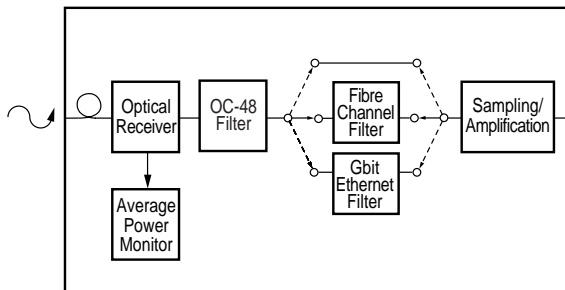 Optical
Receiver
OC-48
Filter
Fibre
Channel
Filter
Sampling/
Amplification
Gbit
Ethernet
Filter
Average
Power
Monitor